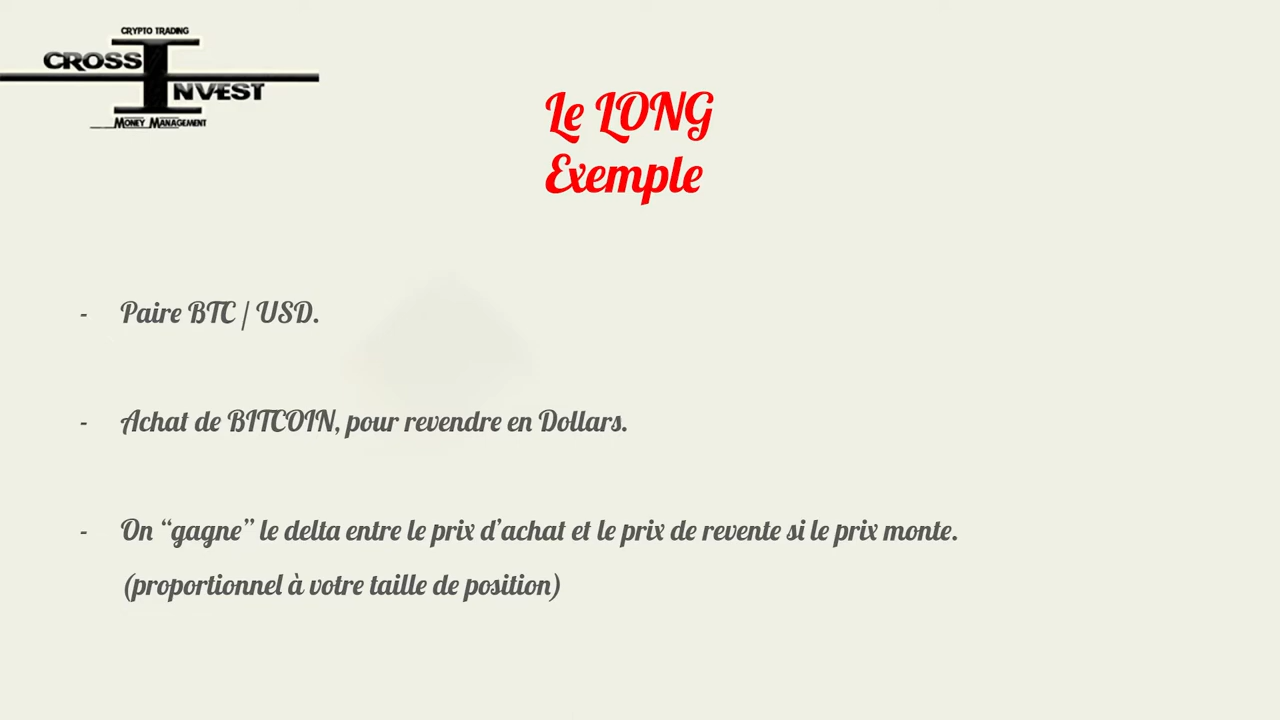 CRYPTO TRADING
CROSS
INVEST
MONEY MANAGEMENT
Le LONG
Exemple
- Paire BTC / USD.
- Achat de BITCOIN, pour revendre en Dollars.
- On “gagne” le delta entre le prix d’achat et le prix de revente si le prix monte.
(proportionnel à votre taille de position)